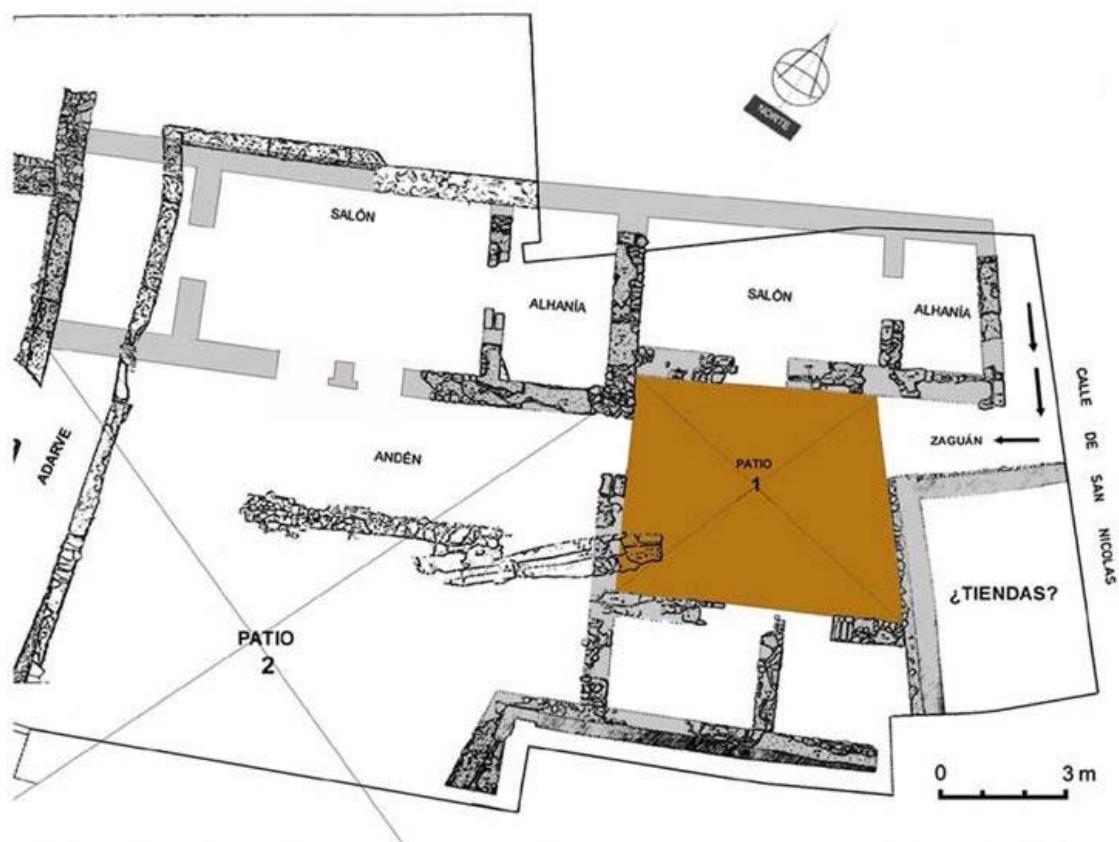 NORTE
SALÓN
ALHANÍA
SALÓN
ALHANÍA
CALLE DE SAN NICOLAS
ZAGUÁN
ADARVE
ANDÉN
PATIO
1
¿TIENDAS?
PATIO
2
0 3 m